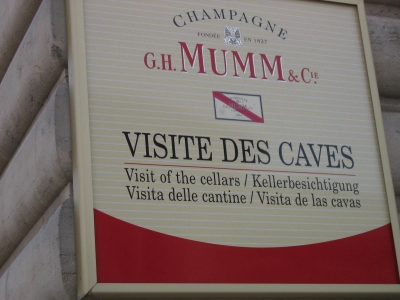 CHAMPAGNE
FONDÉE EN 1827
G.H. MUMM & CIE
VISITE DES CAVES
Visit of the cellars / Kellerbesichtigung
Visita delle cantine / Visita de las cavas